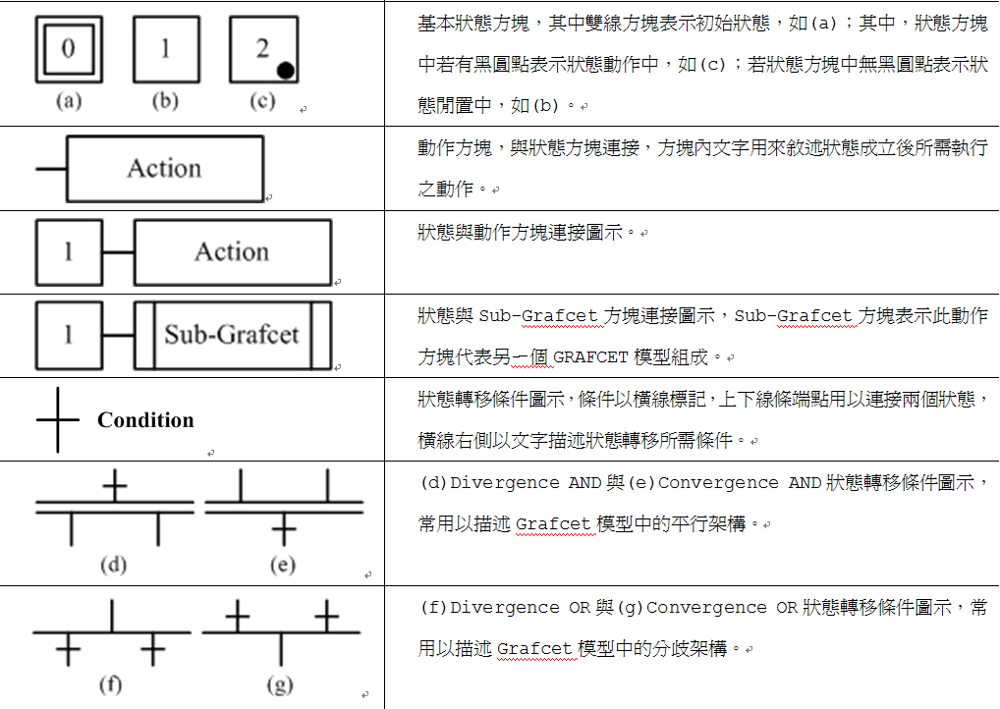 0 1 2
(a) (b) (c)
基本狀態方塊，其中雙線方塊表示初始狀態，如(a)；其中，狀態方塊
中若有黑圓點表示狀態動作中，如(c)；若狀態方塊中無黑圓點表示狀
態閒置中，如(b)。
Action
動作方塊，與狀態方塊連接，方塊內文字用來敘述狀態成立後所需執行
之動作。
1 Action
狀態與動作方塊連接圖示。
1 Sub-Grafcet
狀態與 Sub-Grafcet 方塊連接圖示，Sub-Grafcet 方塊表示此動作
方塊代表另一個 GRAFCET 模型組成。
Condition
狀態轉移條件圖示，條件以橫線標記，上下線條端點用以連接兩個狀態，
橫線右側以文字描述狀態轉移所需條件。
(d) (e)
(d)Divergence AND 與(e)Convergence AND 狀態轉移條件圖示，
常用以描述 Grafcet 模型中的平行架構。
(f) (g)
(f)Divergence OR 與(g)Convergence OR 狀態轉移條件圖示，常
用以描述 Grafcet 模型中的分歧架構。